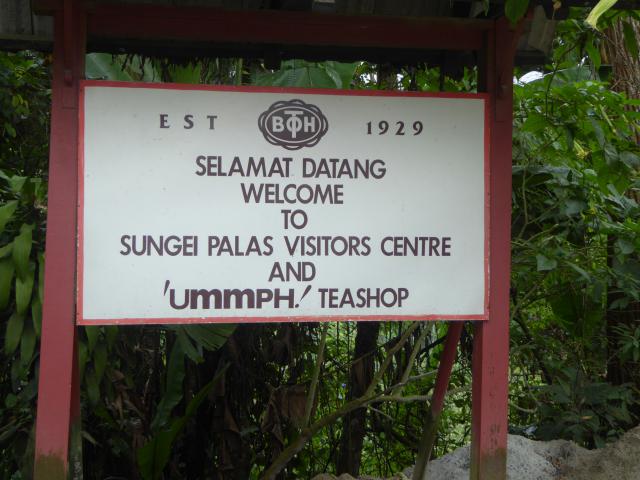 EST BOH 1929
SELAMAT DATANG
WELCOME
TO
SUNGEI PALAS VISITORS CENTRE
AND
'UMMPH.' TEASHOP